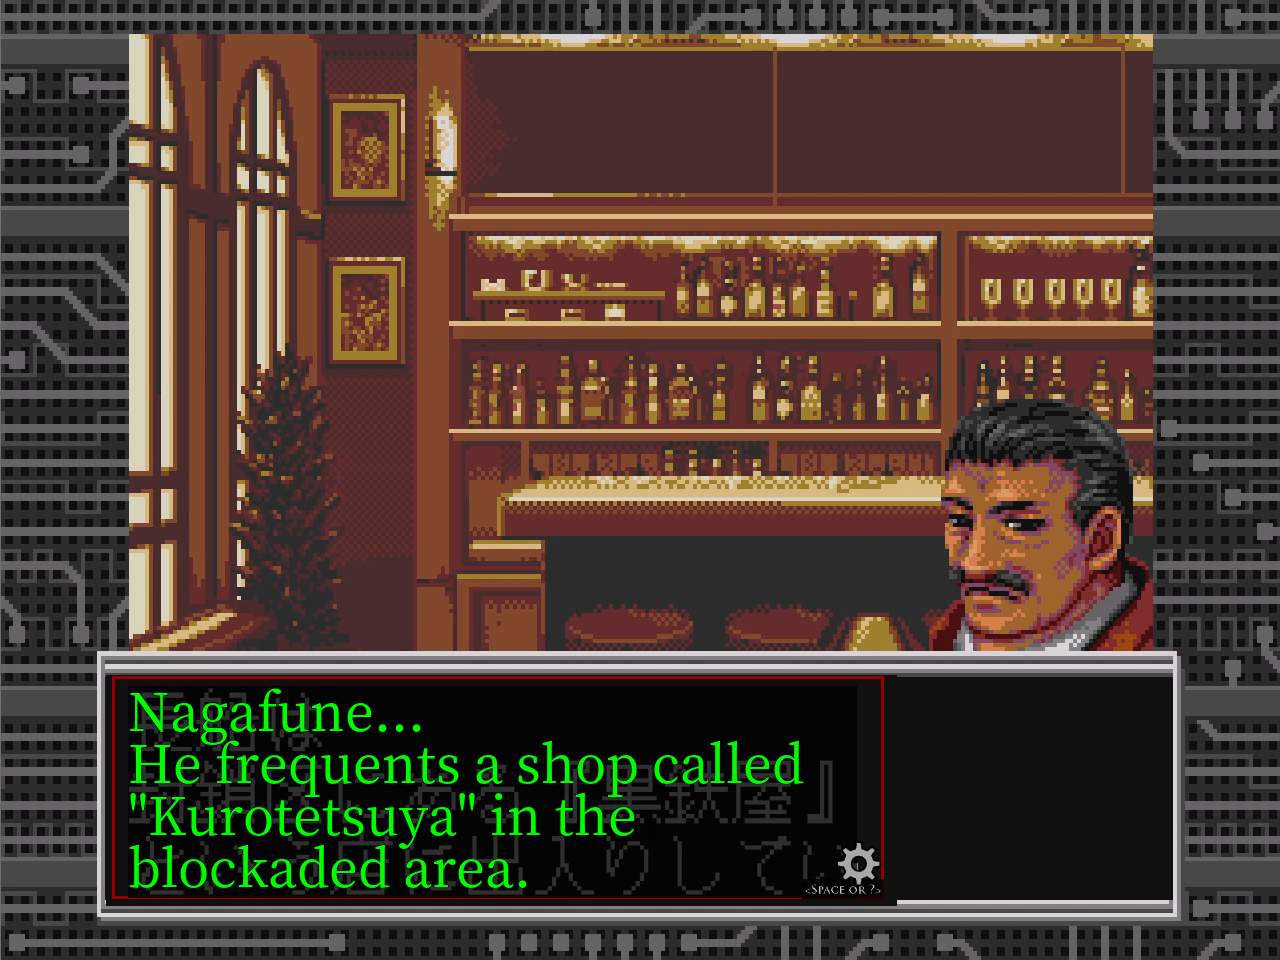 Nagafune...
He frequents a shop called
"Kurotetsuya" in the
blockaded area.
<SPACE OR ?>